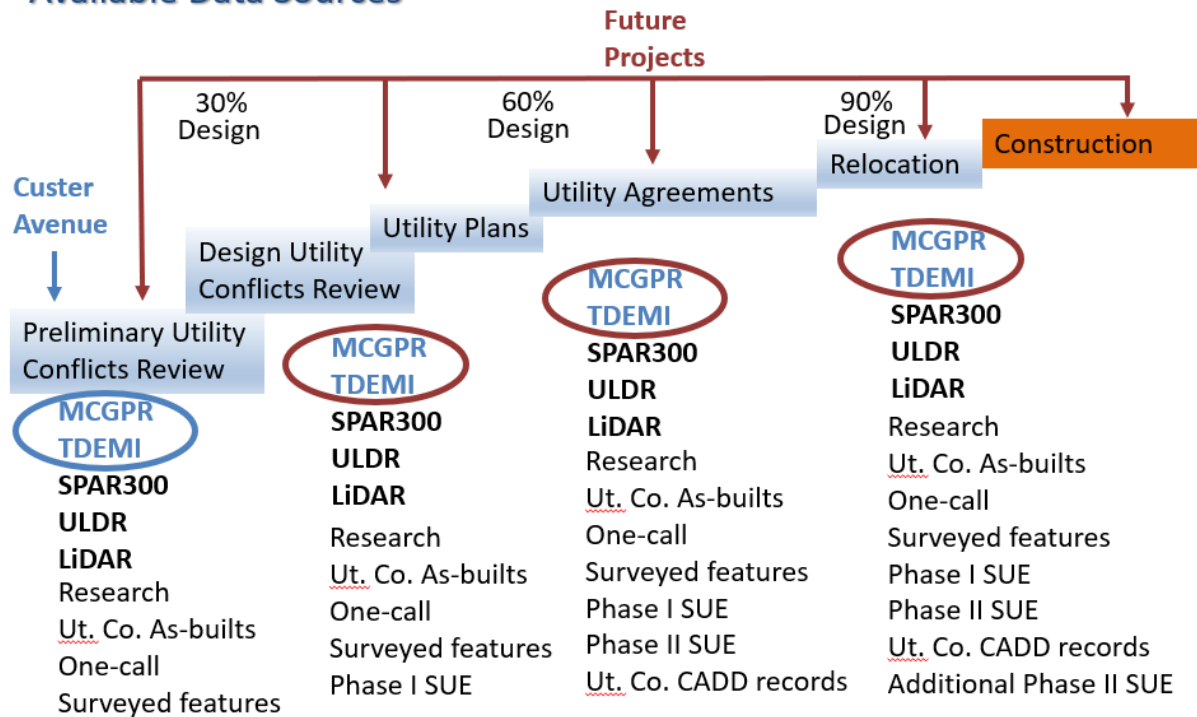 Available Data Sources
Future
Projects
30%
Design
60%
Design
90%
Design
Construction
Relocation
Utility Agreements
Custer
Avenue
Utility Plans
Design Utility
Conflicts Review
Preliminary Utility
Conflicts Review
MCGPR
TDEMI
SPAR300
ULDR
LiDAR
Research
Ut. Co. As-builts
One-call
Surveyed features
MCGPR
TDEMI
SPAR300
ULDR
LiDAR
Research
Ut. Co. As-builts
One-call
Surveyed features
Phase I SUE
MCGPR
TDEMI
SPAR300
ULDR
LiDAR
Research
Ut. Co. As-builts
One-call
Surveyed features
Phase I SUE
Phase II SUE
Ut. Co. CADD records
MCGPR
TDEMI
SPAR300
ULDR
LiDAR
Research
Ut. Co. As-builts
One-call
Surveyed features
Phase I SUE
Phase II SUE
Ut. Co. CADD records
Additional Phase II SUE